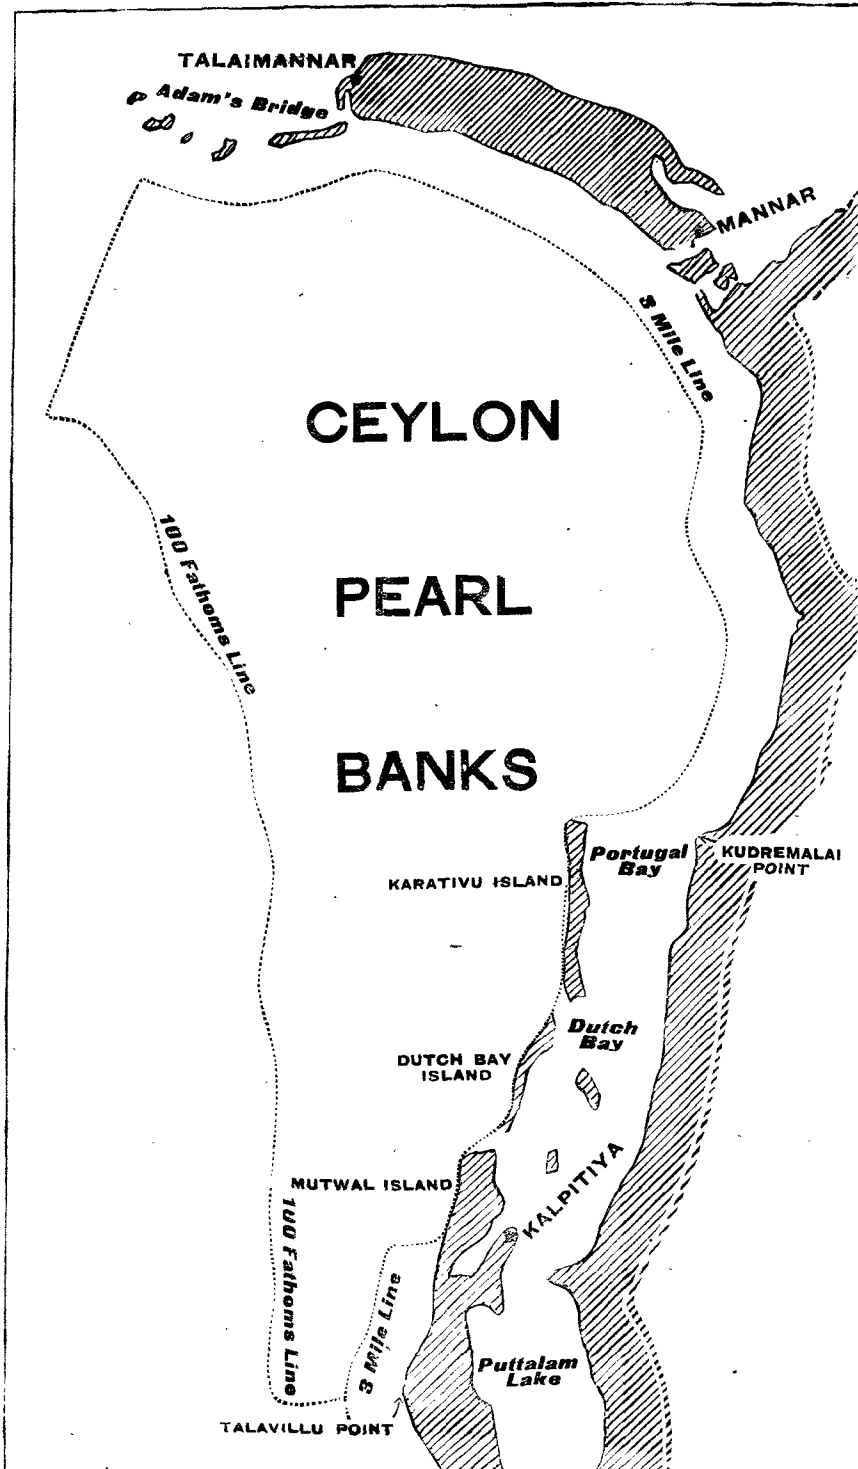 TALAIMANNAR
Adam's Bridge
MANNAR
3 Mile Line
CEYLON
100 Fathoms Line
PEARL
BANKS
Portugal
Bay
KUDREMALAI
POINT
KARATIVU ISLAND
Dutch
Bay
DUTCH BAY
ISLAND
MUTWAL ISLAND
KALPITIYA
100 Fathoms Line
3 Mile Line
Puttalam
Lake
TALAVILLU POINT